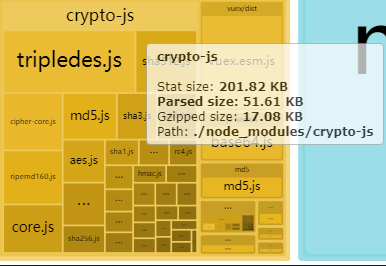 crypto-js
vuex/dist
tripledes.js
crypto-js
Stat size: 201.82 KB
Parsed size: 51.61 KB
Gzipped size: 17.08 KB
Path: ./node_modules/crypto-js
vuex.esm.js
cipher-core.js
md5.js
sha3.js
base64.js
aes.js
sha1.js
...
rc4.js
md5
md5.js
ripemd160.js
...
hmac.js
...
...
core.js
sha256.js
...